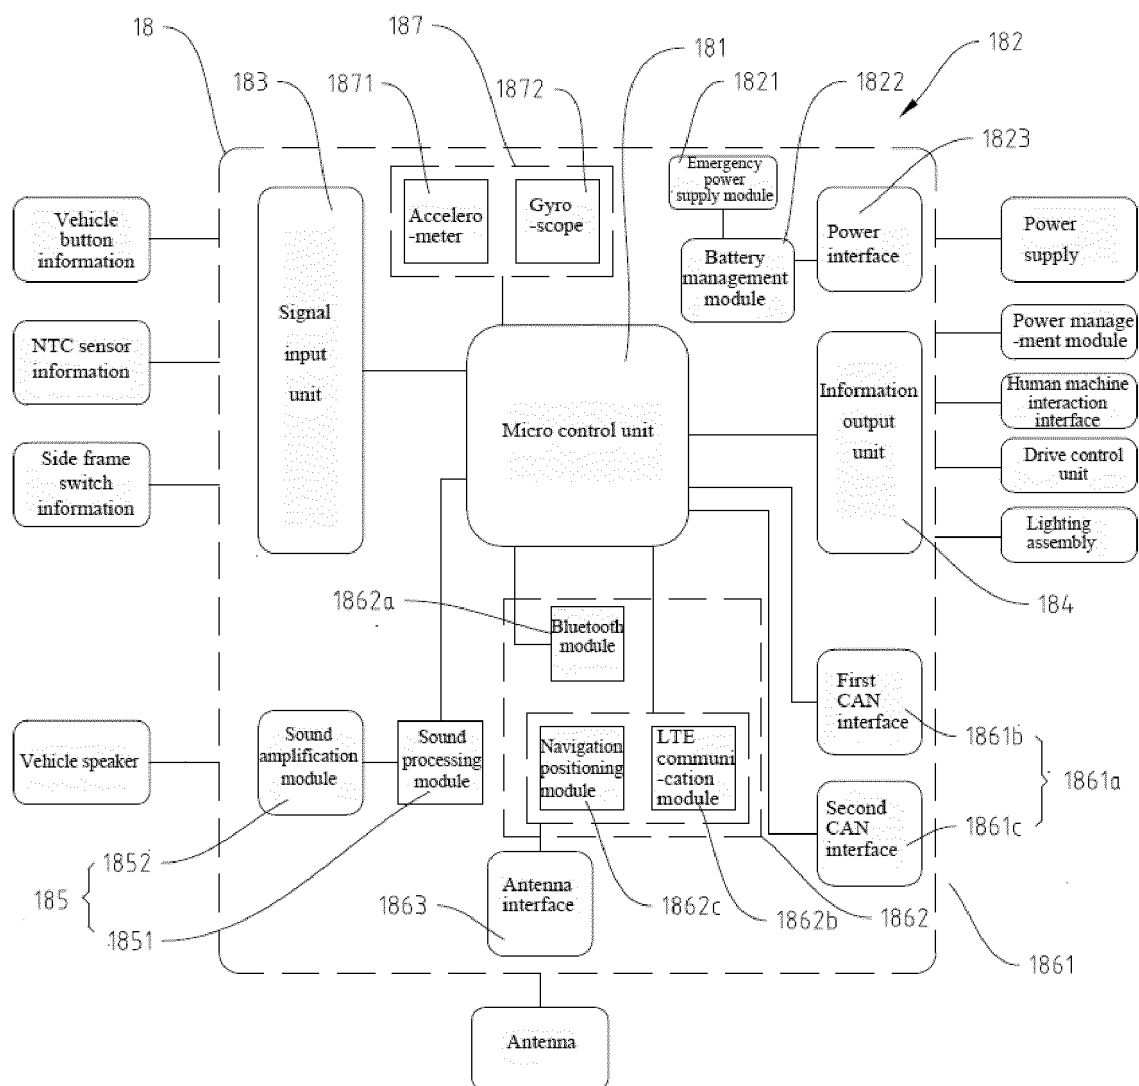 18
187
181
182
183
1871
1872
1821
1822
1823
Emergency
power
supply module
Accelero
-meter
Gyro
-scope
Vehicle
button
information
Battery
management
module
Power
interface
Power
supply
Signal
input
unit
NTC sensor
information
Power manage
-ment module
Human machine
interaction
interface
Information
output
unit
Micro control unit
Side frame
switch
information
Drive control
unit
Lighting
assembly
1862a
184
Bluetooth
module
First
CAN
interface
1861b
Vehicle speaker
Sound
amplification
module
Sound
processing
module
Navigation
positioning
module
LTE
communi
-cation
module
1861a
Second
CAN
interface
1861c
1852
185
1851
1863
Antenna
interface
1862c
1862b
1862
1861
Antenna